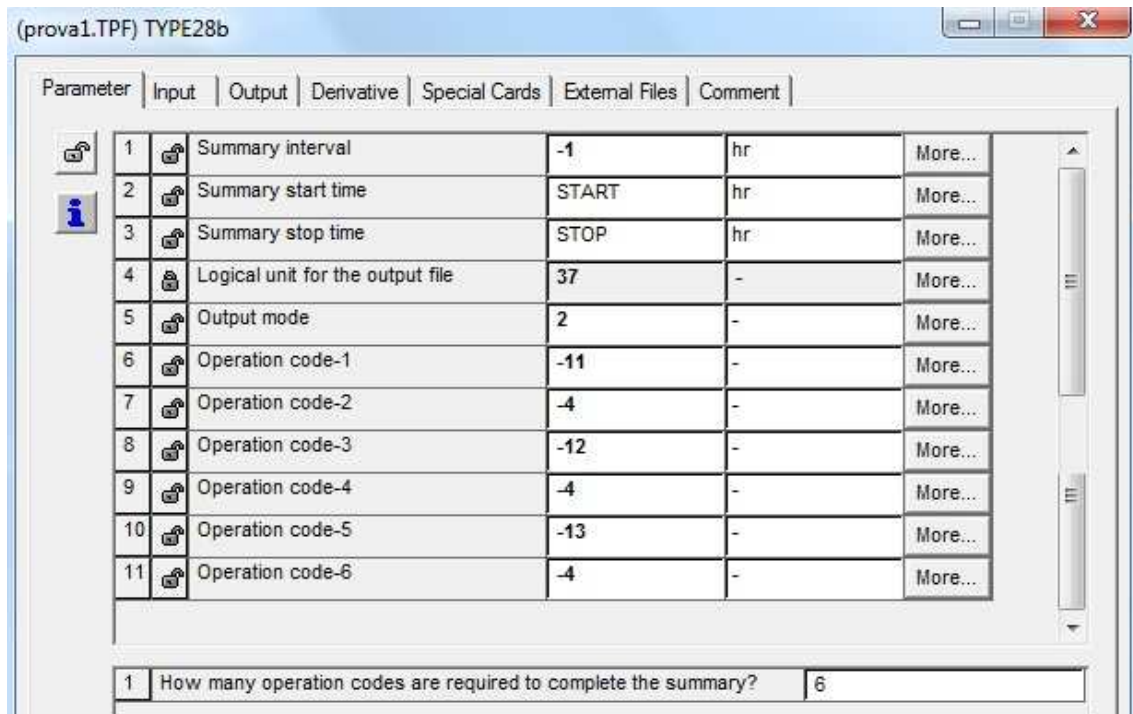 (prova1.TPF) TYPE28b
Parameter Input Output Derivative Special Cards External Files Comment
1 Summary interval -1 hr More...
2 Summary start time START hr More...
3 Summary stop time STOP hr More...
4 Logical unit for the output file 37 - More...
5 Output mode 2 - More...
6 Operation code-1 -11 - More...
7 Operation code-2 -4 - More...
8 Operation code-3 -12 - More...
9 Operation code-4 -4 - More...
10 Operation code-5 -13 - More...
11 Operation code-6 -4 - More...
1 How many operation codes are required to complete the summary? 6